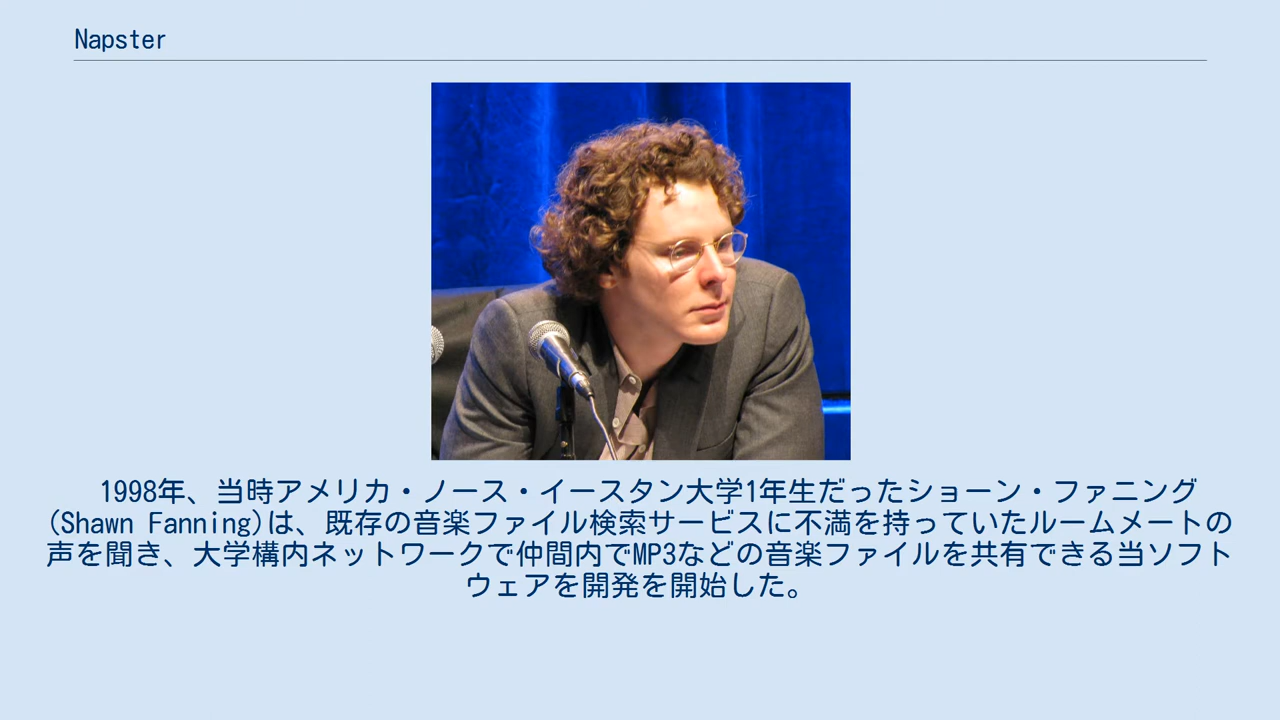 Napster
1998年、当時アメリカ・ノース・イースタン大学1年生だったショーン・ファニング
(Shawn Fanning)は、既存の音楽ファイル検索サービスに不満を持っていたルームメートの
声を聞き、大学構内ネットワークで仲間内でMP3などの音楽ファイルを共有できる当ソフト
ウェアを開発を開始した。